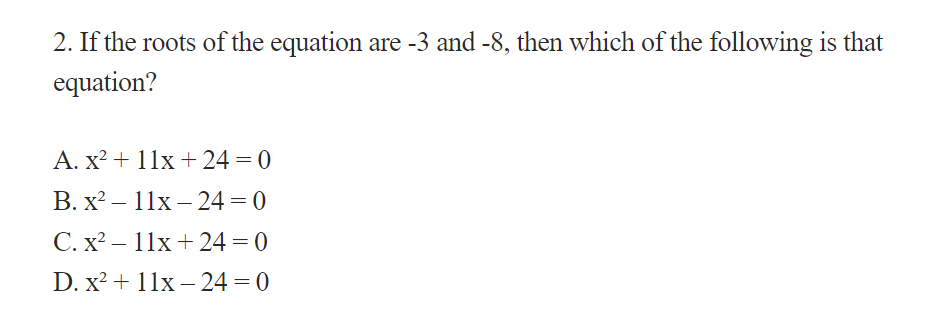 2. If the roots of the equation are -3 and -8, then which of the following is that
equation?
A. x² + 11x + 24 = 0
B. x² – 11x – 24 = 0
C. x² – 11x + 24 = 0
D. x² + 11x – 24 = 0